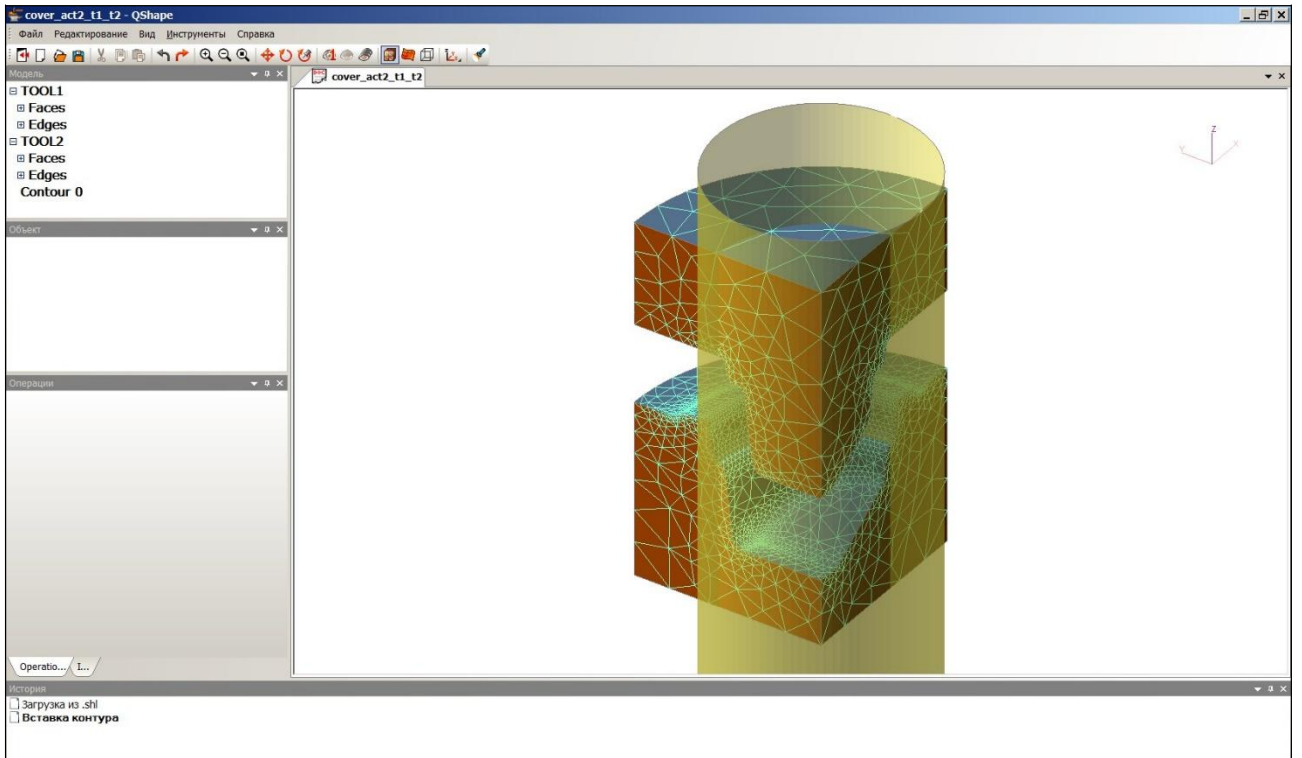 cover_act2_t1_t2 - QShape
Файл Редактирование Вид Инструменты Справка
Модель
cover_act2_t1_t2
TOOL1
Faces
Edges
TOOL2
Faces
Edges
Contour 0
Z
Y
X
Объект
Операции
Operatio... I...
История
Загрузка из .shl
Вставка контура